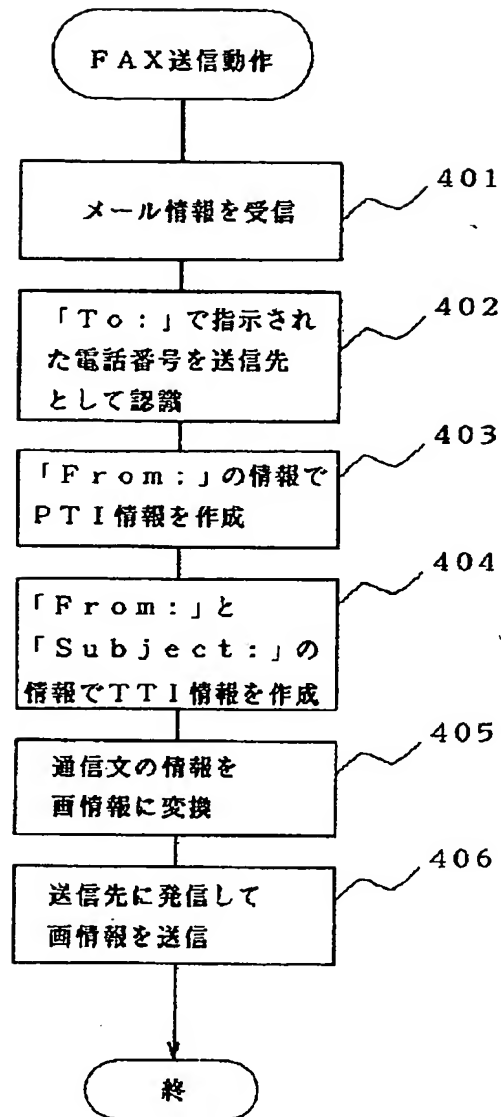 FAX送信動作
401
メール情報を受信
402
「To:」で指示され
た電話番号を送信先
として認識
403
「From:」の情報で
PTI情報を作成
404
「From:」と
「Subject:」の
情報でTTI情報を作成
405
通信文の情報を
画情報に変換
406
送信先に発信して
画情報を送信
終